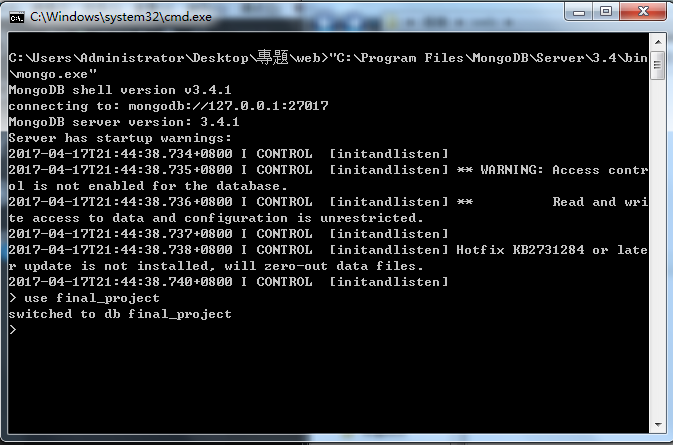 C:\Windows\system32\cmd.exe
C:\Users\Administrator\Desktop\專題\web>"C:\Program Files\MongoDB\Server\3.4\bin
\mongo.exe"
MongoDB shell version v3.4.1
connecting to: mongodb://127.0.0.1:27017
MongoDB server version: 3.4.1
Server has startup warnings:
2017-04-17T21:44:38.734+0800 I CONTROL  [initandlisten]
2017-04-17T21:44:38.735+0800 I CONTROL  [initandlisten] ** WARNING: Access contr
ol is not enabled for the database.
2017-04-17T21:44:38.736+0800 I CONTROL  [initandlisten] **          Read and wri
te access to data and configuration is unrestricted.
2017-04-17T21:44:38.737+0800 I CONTROL  [initandlisten]
2017-04-17T21:44:38.738+0800 I CONTROL  [initandlisten] Hotfix KB2731284 or late
r update is not installed, will zero-out data files.
2017-04-17T21:44:38.740+0800 I CONTROL  [initandlisten]
> use final_project
switched to db final_project
>